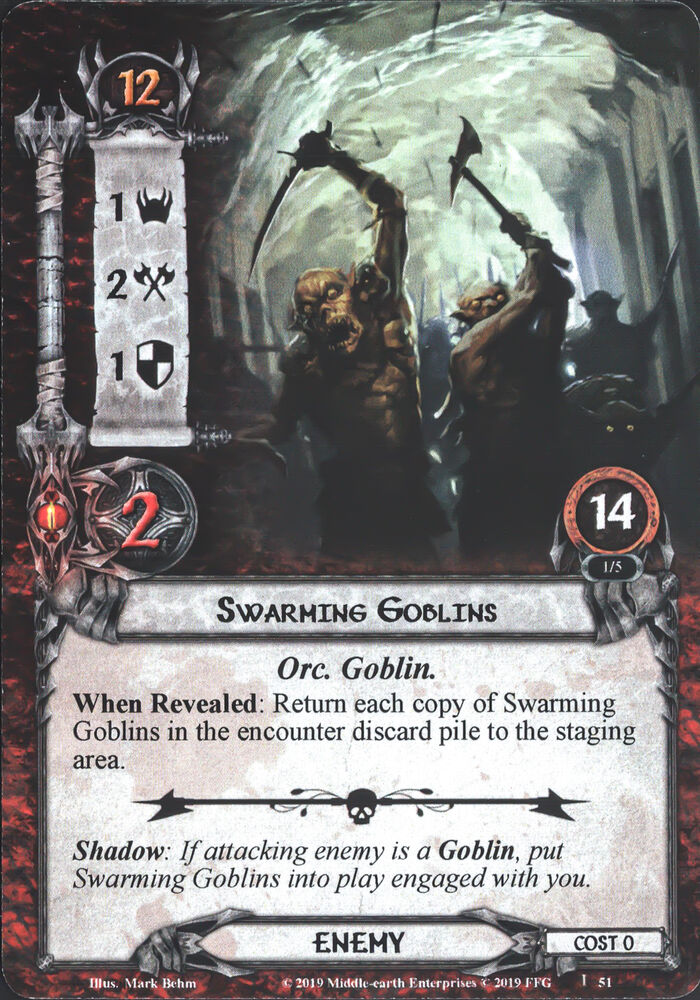 12
1
2
1
2
14
1/5
Swarming Goblins
Orc. Goblin.
When Revealed: Return each copy of Swarming
Goblins in the encounter discard pile to the staging
area.
Shadow: If attacking enemy is a Goblin, put
Swarming Goblins into play engaged with you.
ENEMY
COST 0
Illus. Mark Behm
© 2019 Middle-earth Enterprises © 2019 FFG
51